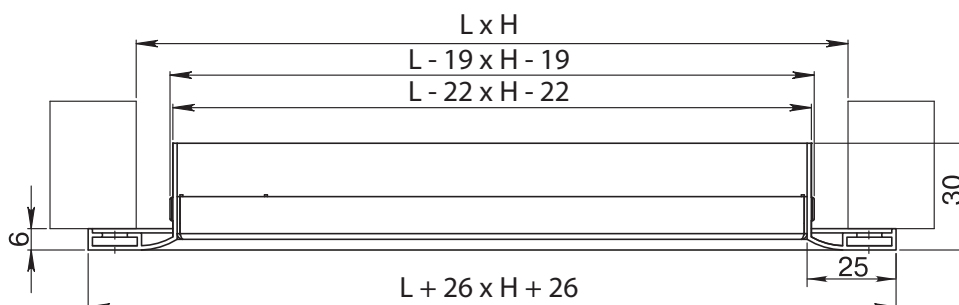 L x H
L - 19 x H - 19
L - 22 x H - 22
30
6
25
L + 26 x H + 26